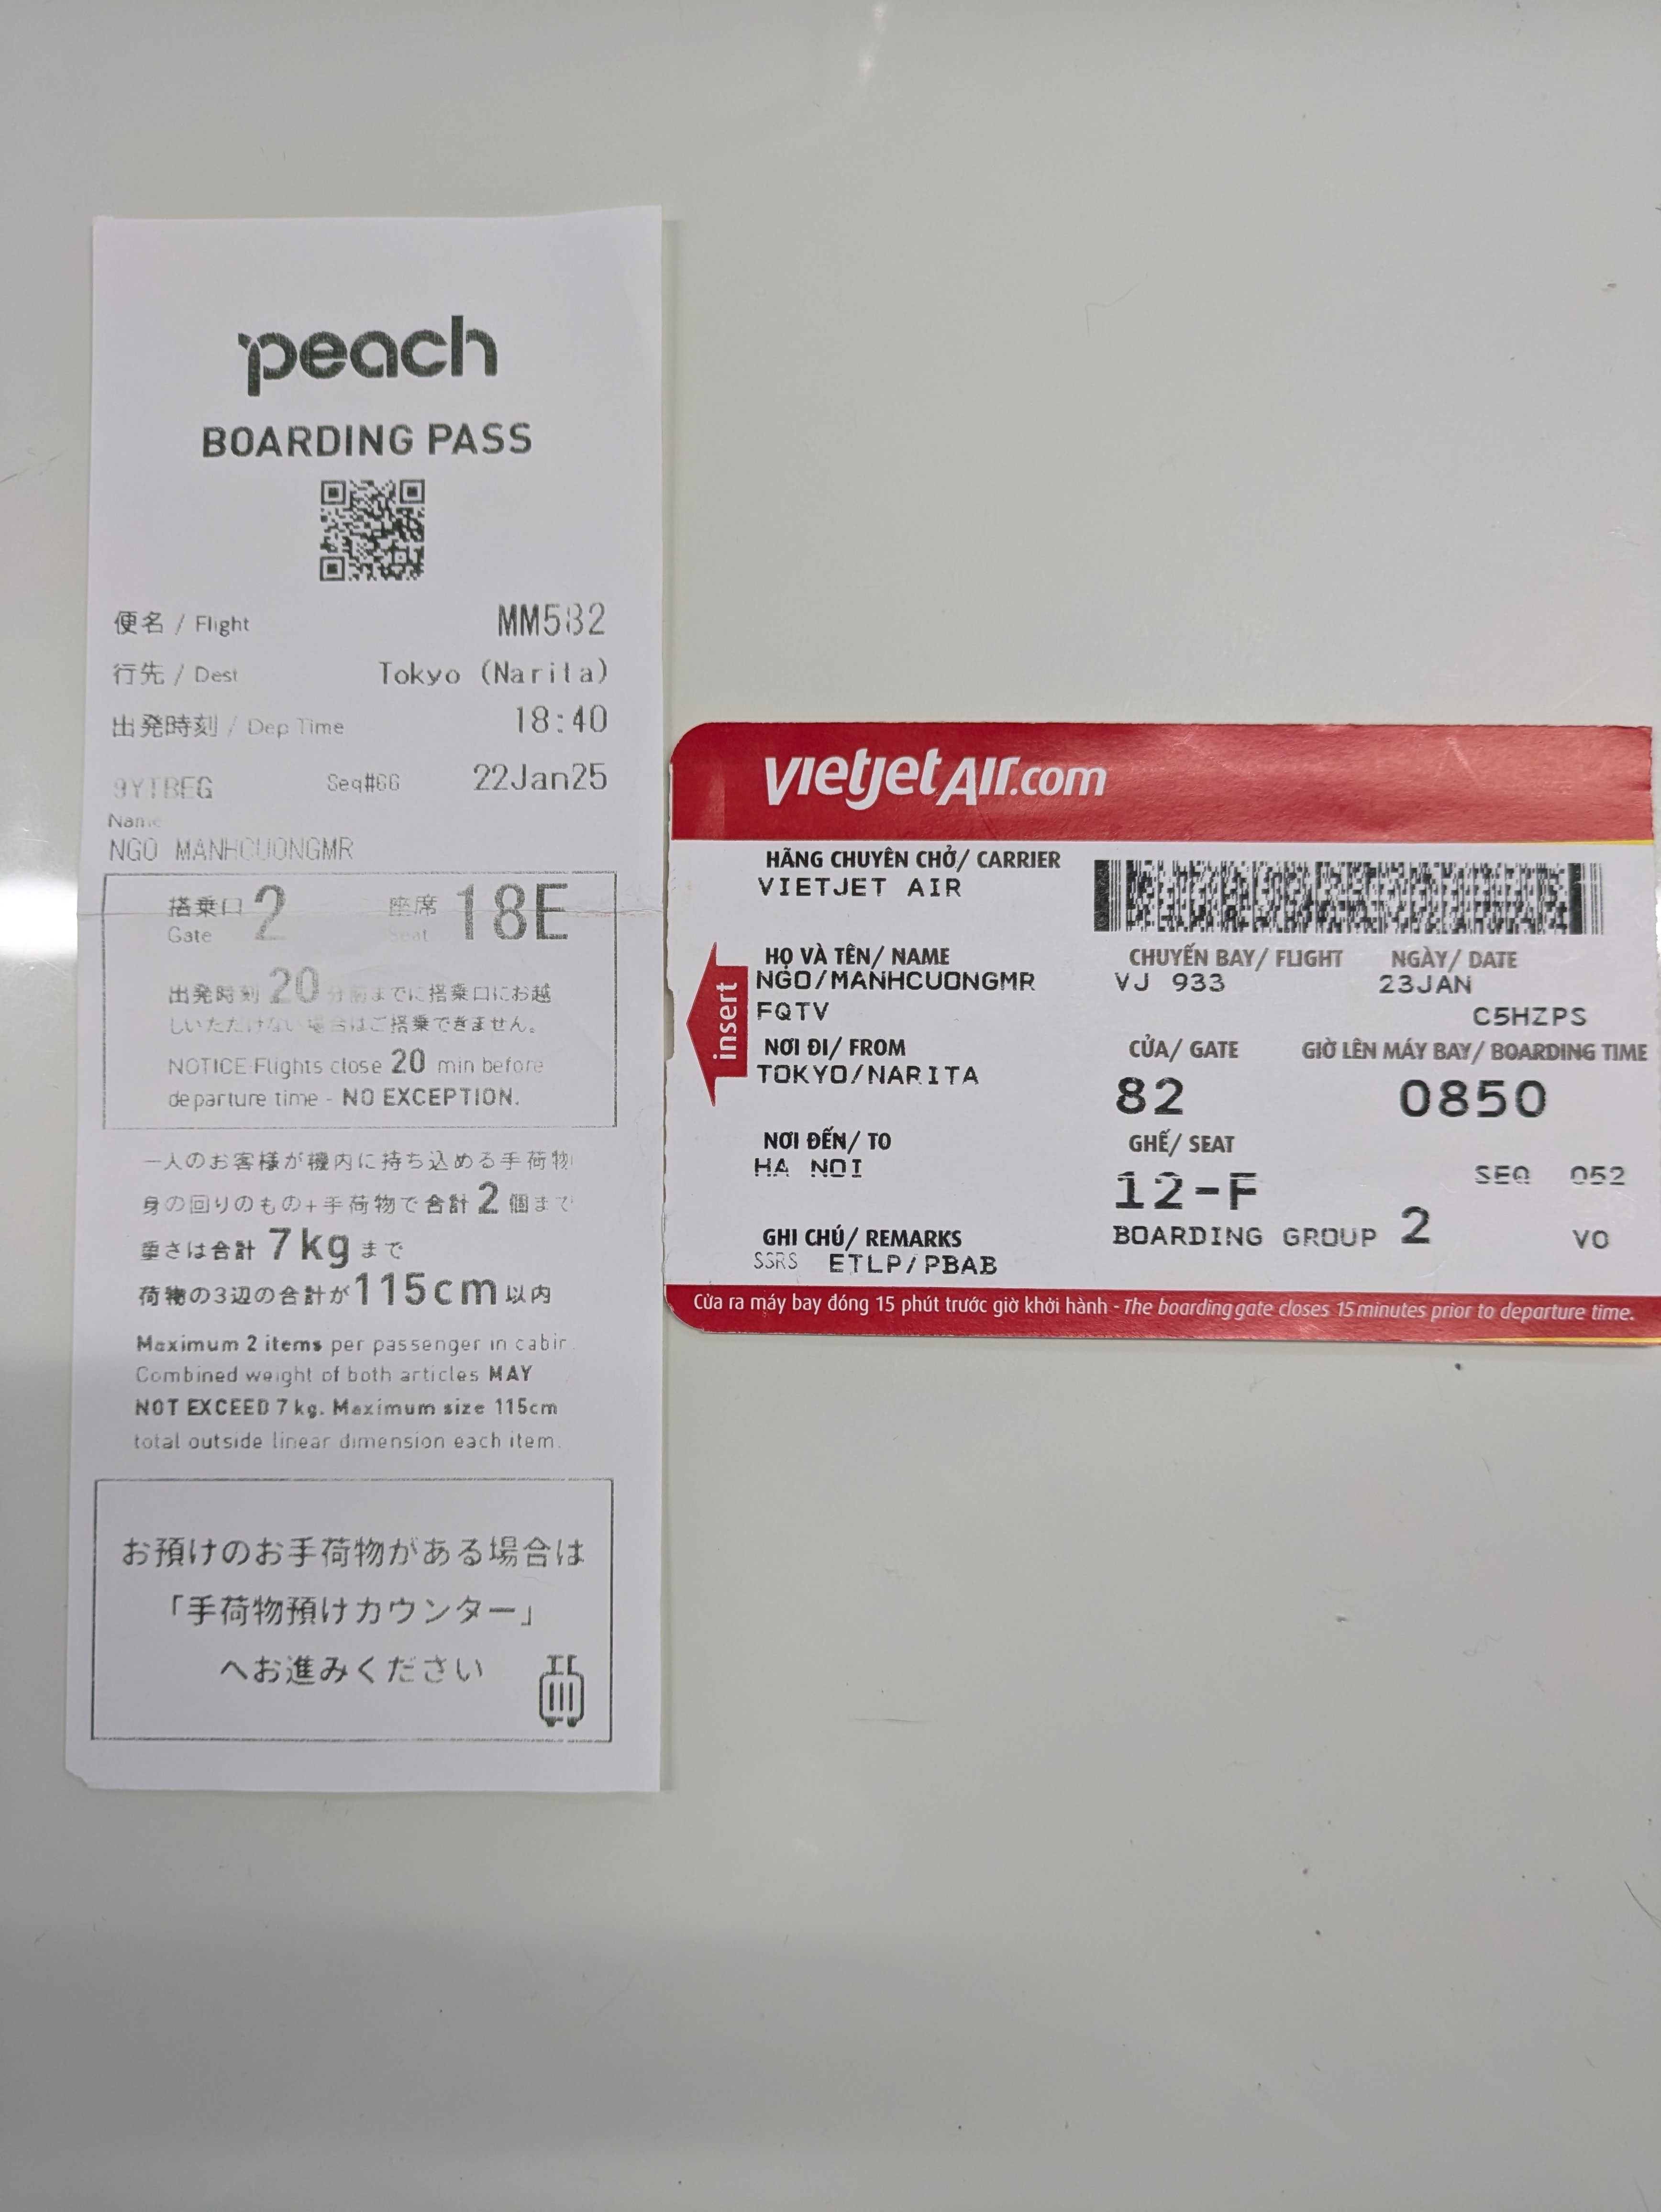 peach
BOARDING PASS
便名 / Flight MM582
行先 / Dest Tokyo (Narita)
出発時刻 / Dep Time 18:40
Seq#66 22Jan25
Name
NGO MANHCUONGMR
搭乗口 2 座席 18E
Gate Seat
出発時刻 20 分前までに搭乗口にお越
しいただけない場合はご搭乗できません。
NOTICE:Flights close 20 min before
departure time - NO EXCEPTION.
一人のお客様が機内に持ち込める手荷物
身の回りのもの+手荷物で合計 2 個まで
重さは合計 7kg まで
荷物の3辺の合計が115cm以内
Maximum 2 items per passenger in cabin.
Combined weight of both articles MAY
NOT EXCEED 7 kg. Maximum size 115cm
total outside linear dimension each item.
お預けのお手荷物がある場合は
「手荷物預けカウンター」
へお進みください
vietjetAir.com
HÃNG CHUYÊN CHỞ/ CARRIER
VIETJET AIR
HỌ VÀ TÊN/ NAME CHUYẾN BAY/ FLIGHT NGÀY/ DATE
NGO/MANHCUONGMR VJ 933 23JAN
FQTV C5HZPS
insert
NƠI ĐI/ FROM CỬA/ GATE GIỜ LÊN MÁY BAY/ BOARDING TIME
TOKYO/NARITA 82 0850
NƠI ĐẾN/ TO GHẾ/ SEAT
HA NOI 12-F SEQ 052
GHI CHÚ/ REMARKS BOARDING GROUP 2 VO
SSRS ETLP/PBAB
Cửa ra máy bay đóng 15 phút trước giờ khởi hành - The boarding gate closes 15 minutes prior to departure time.